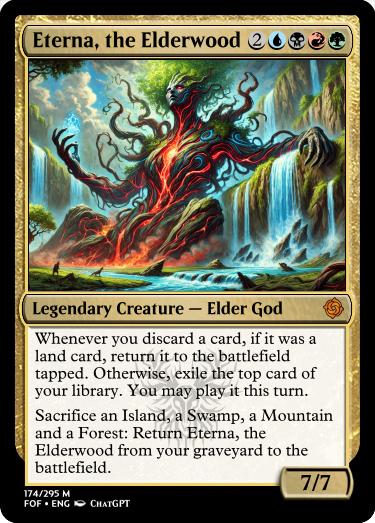 Eterna, the Elderwood 2
Legendary Creature — Elder God
Whenever you discard a card, if it was a
land card, return it to the battlefield
tapped. Otherwise, exile the top card of
your library. You may play it this turn.
Sacrifice an Island, a Swamp, a Mountain
and a Forest: Return Eterna, the
Elderwood from your graveyard to the
battlefield.
7/7
174/295 M
FOF • ENG ChatGPT